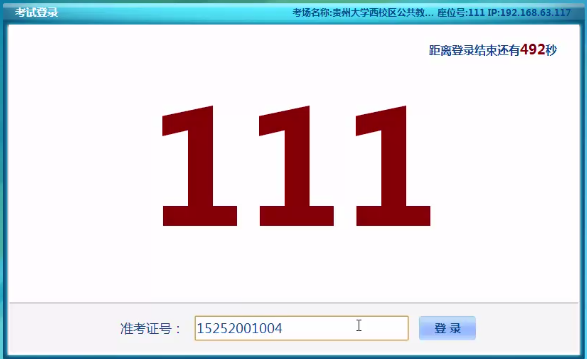 考试登录 考场名称:贵州大学西校区公共教... 座位号:111 IP:192.168.63.117
距离登录结束还有492秒
111
准考证号： 15252001004 登 录